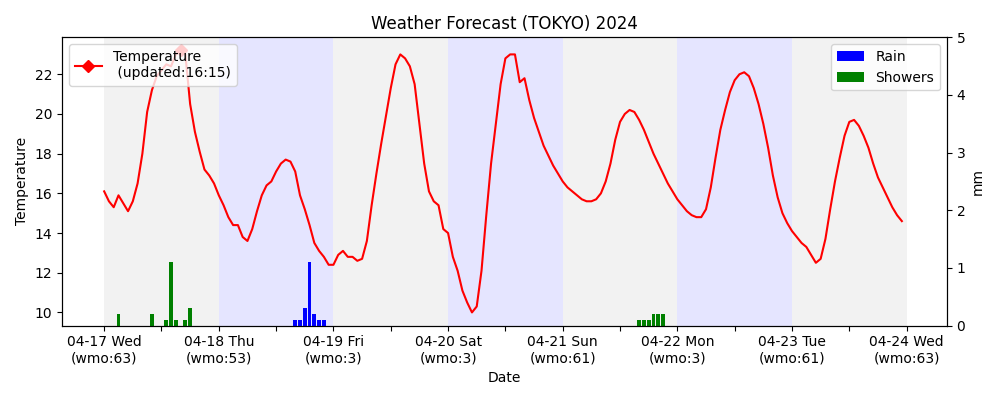 Weather Forecast (TOKYO) 2024
Temperature
(updated:16:15)
Rain
Showers
22
20
18
16
14
12
10
Temperature
5
4
3
2
1
0
mm
04-17 Wed
(wmo:63)
04-18 Thu
(wmo:53)
04-19 Fri
(wmo:3)
04-20 Sat
(wmo:3)
04-21 Sun
(wmo:61)
04-22 Mon
(wmo:3)
04-23 Tue
(wmo:61)
04-24 Wed
(wmo:63)
Date